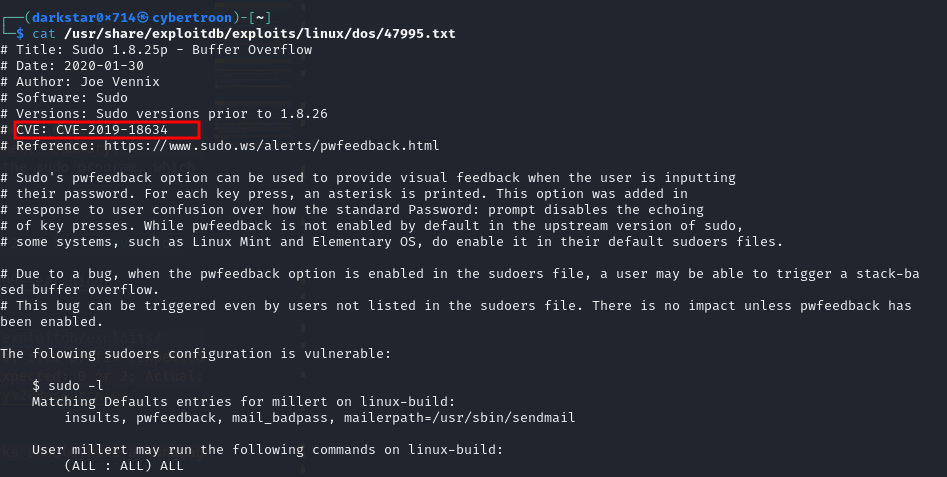 (darkstar0×714㉿cybertroon)-[~]
$ cat /usr/share/exploitdb/exploits/linux/dos/47995.txt
# Title: Sudo 1.8.25p - Buffer Overflow
# Date: 2020-01-30
# Author: Joe Vennix
# Software: Sudo
# Versions: Sudo versions prior to 1.8.26
# CVE: CVE-2019-18634
# Reference: https://www.sudo.ws/alerts/pwfeedback.html
# Sudo's pwfeedback option can be used to provide visual feedback when the user is inputting
# their password. For each key press, an asterisk is printed. This option was added in
# response to user confusion over how the standard Password: prompt disables the echoing
# of key presses. While pwfeedback is not enabled by default in the upstream version of sudo,
# some systems, such as Linux Mint and Elementary OS, do enable it in their default sudoers files.
# Due to a bug, when the pwfeedback option is enabled in the sudoers file, a user may be able to trigger a stack-ba
sed buffer overflow.
# This bug can be triggered even by users not listed in the sudoers file. There is no impact unless pwfeedback has
been enabled.
The folowing sudoers configuration is vulnerable:
$ sudo -l
Matching Defaults entries for millert on linux-build:
insults, pwfeedback, mail_badpass, mailerpath=/usr/sbin/sendmail
User millert may run the following commands on linux-build:
(ALL : ALL) ALL